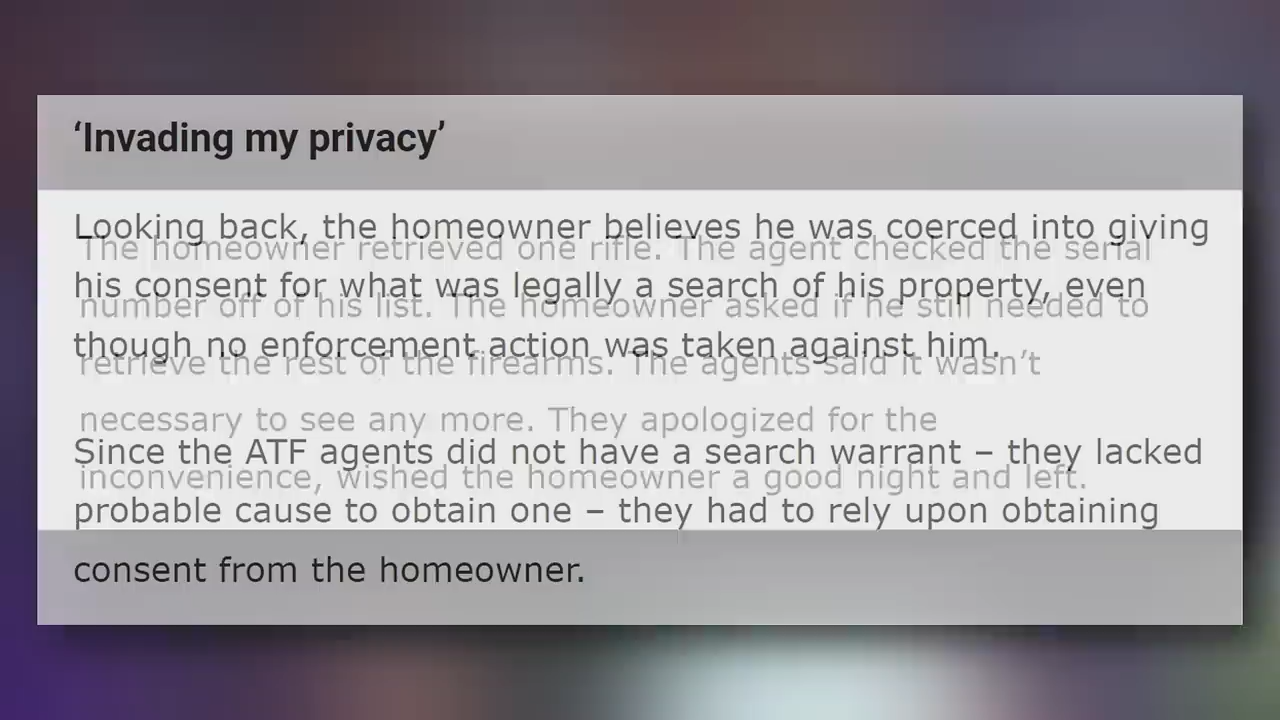 ‘Invading my privacy’
Looking back, the homeowner believes he was coerced into giving
his consent for what was legally a search of his property, even
though no enforcement action was taken against him.
Since the ATF agents did not have a search warrant – they lacked
probable cause to obtain one – they had to rely upon obtaining
consent from the homeowner.
The homeowner retrieved one rifle. The agent checked the serial
number off of his list. The homeowner asked if he still needed to
retrieve the rest of the firearms. The agents said it wasn’t
necessary to see any more. They apologized for the
inconvenience, wished the homeowner a good night and left.